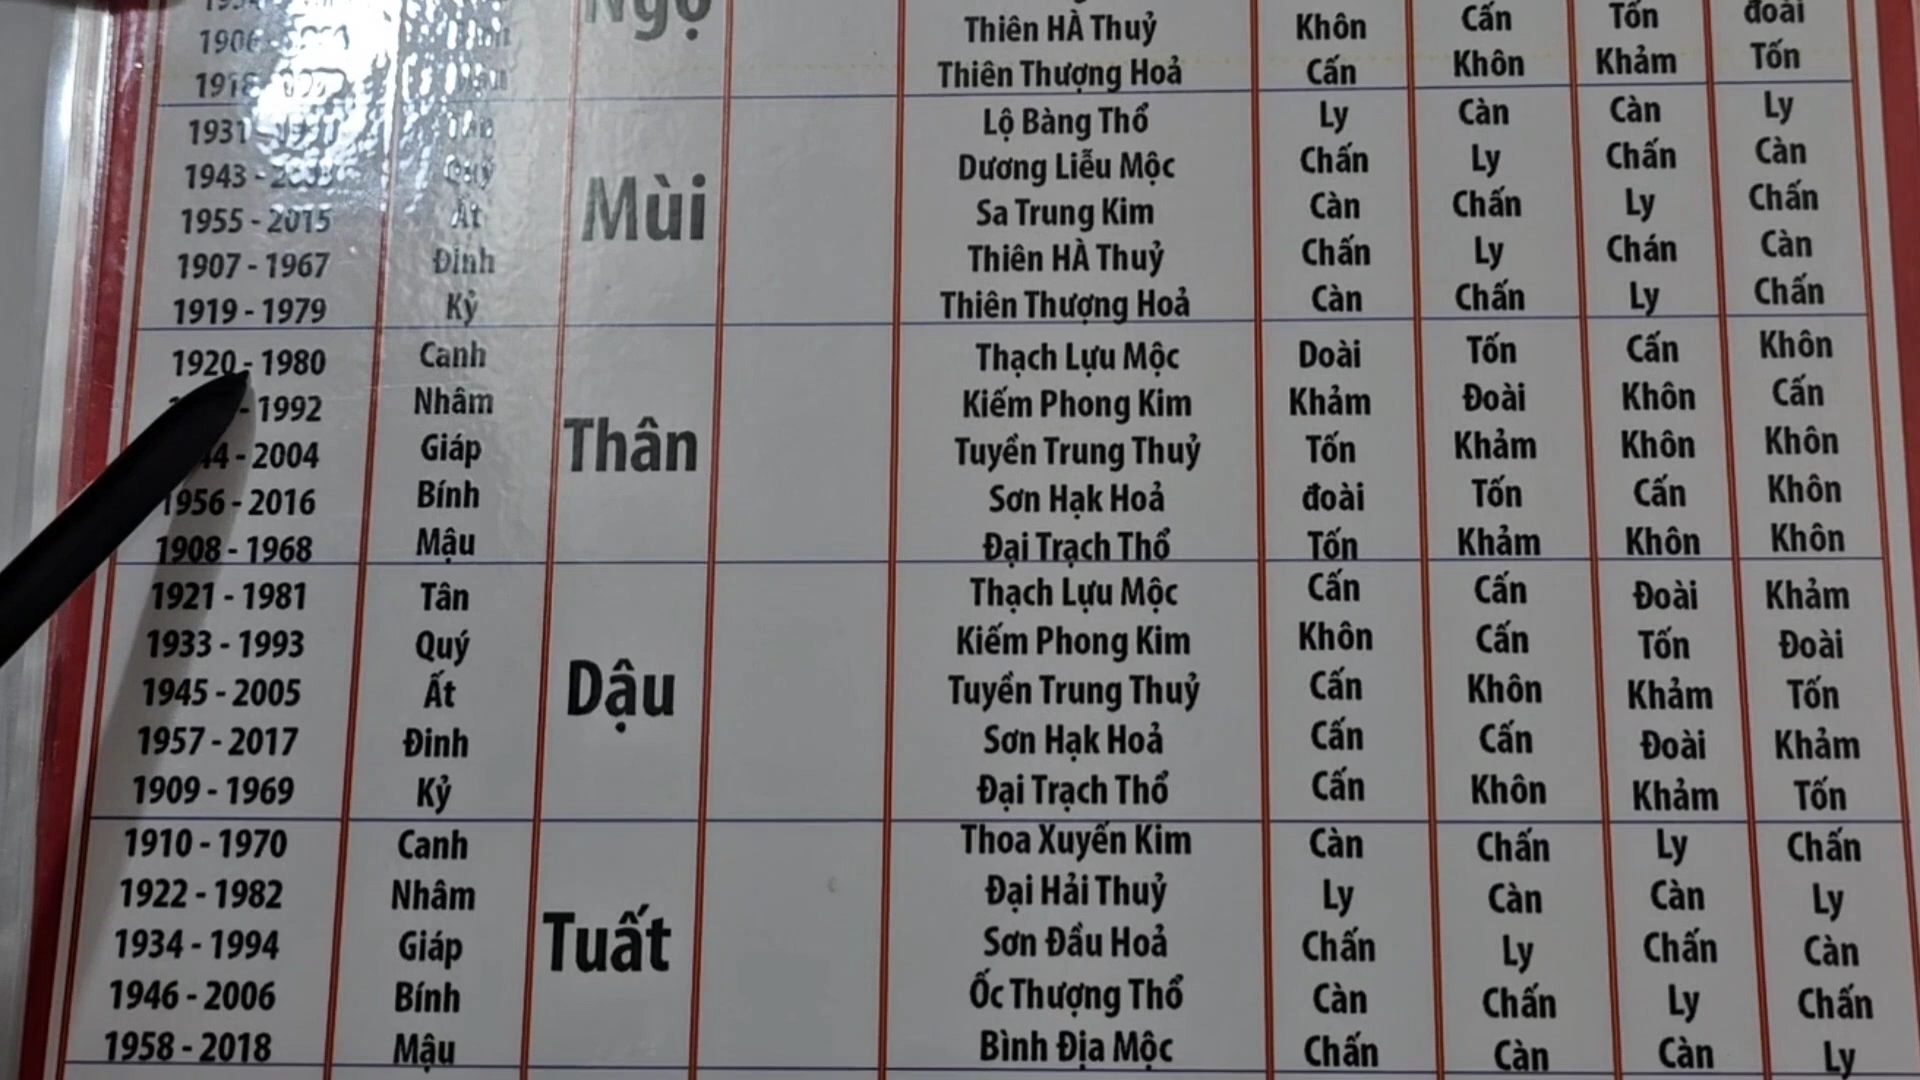 Ngọ
Thiên HÀ Thuỷ Khôn Cấn Tốn đoài
Thiên Thượng Hoả Cấn Khôn Khảm Tốn
1931 Lộ Bàng Thổ Ly Càn Càn Ly
1943 - Quý Dương Liễu Mộc Chấn Ly Chấn Càn
1955 - 2015 Ất Mùi Sa Trung Kim Càn Chấn Ly Chấn
1907 - 1967 Đinh Thiên HÀ Thuỷ Chấn Ly Chán Càn
1919 - 1979 Kỷ Thiên Thượng Hoả Càn Chấn Ly Chấn
1920 - 1980 Canh Thạch Lựu Mộc Doài Tốn Cấn Khôn
- 1992 Nhâm Kiếm Phong Kim Khảm Đoài Khôn Cấn
44 - 2004 Giáp Thân Tuyền Trung Thuỷ Tốn Khảm Khôn Khôn
1956 - 2016 Bính Sơn Hạk Hoả đoài Tốn Cấn Khôn
1908 - 1968 Mậu Đại Trạch Thổ Tốn Khảm Khôn Khôn
1921 - 1981 Tân Thạch Lựu Mộc Cấn Cấn Đoài Khảm
1933 - 1993 Quý Kiếm Phong Kim Khôn Cấn Tốn Đoài
1945 - 2005 Ất Dậu Tuyền Trung Thuỷ Cấn Khôn Khảm Tốn
1957 - 2017 Đinh Sơn Hạk Hoả Cấn Cấn Đoài Khảm
1909 - 1969 Kỷ Đại Trạch Thổ Cấn Khôn Khảm Tốn
1910 - 1970 Canh Thoa Xuyến Kim Càn Chấn Ly Chấn
1922 - 1982 Nhâm Đại Hải Thuỷ Ly Càn Càn Ly
1934 - 1994 Giáp Tuất Sơn Đầu Hoả Chấn Ly Chấn Càn
1946 - 2006 Bính Ốc Thượng Thổ Càn Chấn Ly Chấn
1958 - 2018 Mậu Bình Địa Mộc Chấn Càn Càn Ly